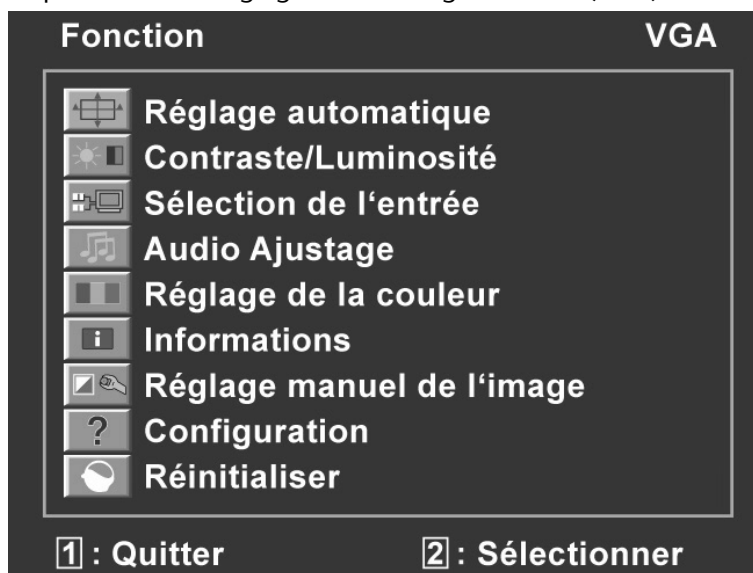 Fonction VGA
Réglage automatique
Contraste/Luminosité
Sélection de l‘entrée
Audio Ajustage
Réglage de la couleur
i Informations
Réglage manuel de l‘image
? Configuration
Réinitialiser
1 : Quitter 2 : Sélectionner